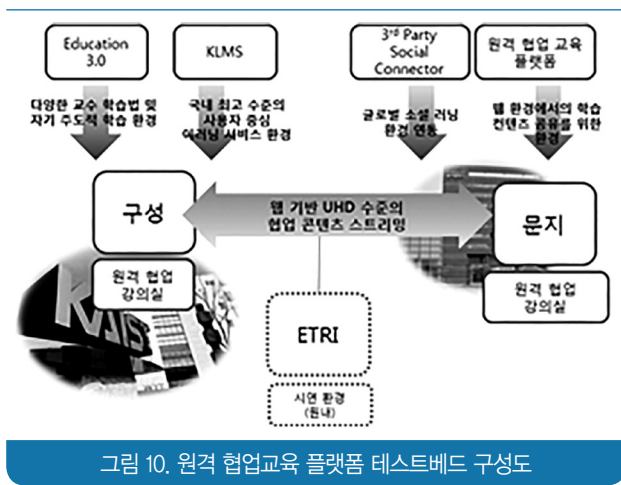 Education
3.0
KLMS
3rd Party
Social
Connector
원격 협업 교육
플랫폼
다양한 교수 학습법 및
자기 주도적 학습 환경
국내 최고 수준의
사용자 중심
이러닝 서비스 환경
글로벌 소셜 러닝
환경 연동
웹 환경에서의 학습
컨텐츠 공유를 위한
환경
구성
웹 기반 UHD 수준의
협업 콘텐츠 스트리밍
문지
원격 협업
강의실
원격 협업
강의실
KAIS
ETRI
시연 환경
(원내)
그림 10. 원격 협업교육 플랫폼 테스트베드 구성도